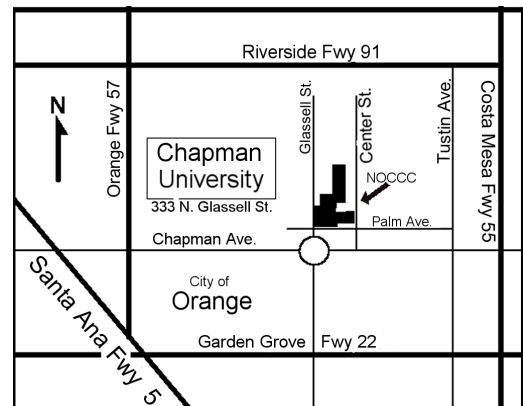 Riverside Fwy 91
N
Orange Fwy 57
Glassell St.
Center St.
Tustin Ave.
Costa Mesa Fwy 55
Chapman
University
333 N. Glassell St.
NOCCC
Palm Ave.
Chapman Ave.
City of
Orange
Santa Ana Fwy 5
Garden Grove Fwy 22